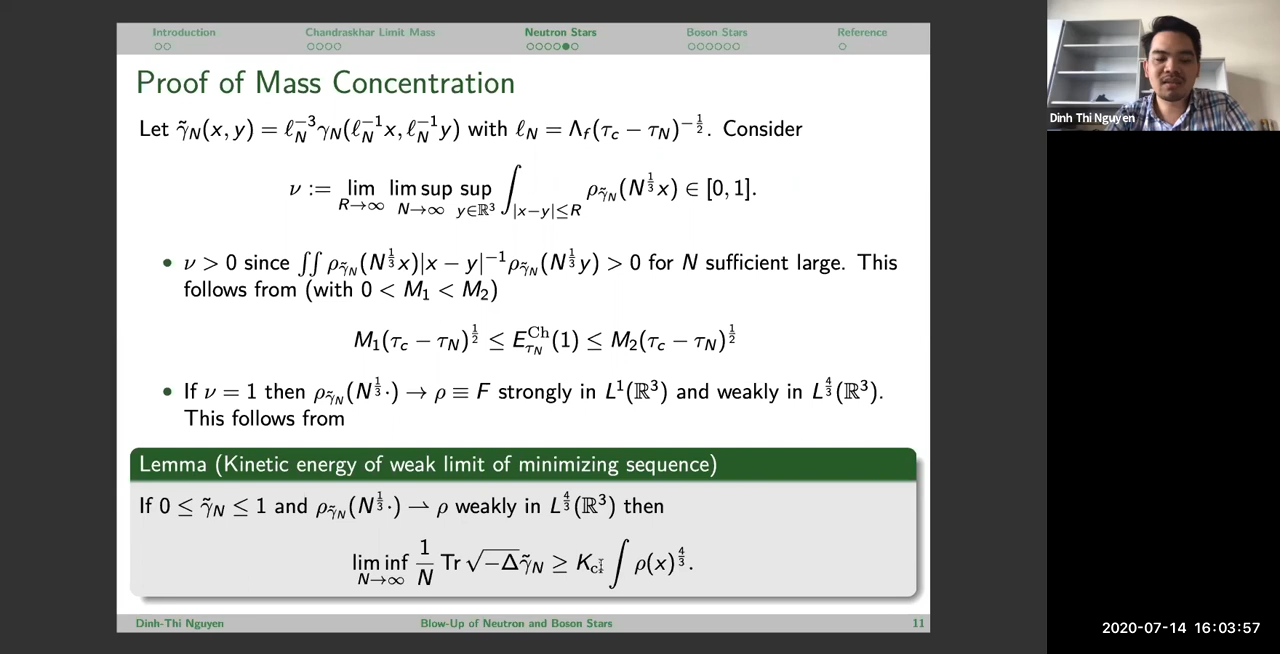 Introduction Chandraskhar Limit Mass Neutron Stars Boson Stars Reference
Proof of Mass Concentration
Let γ̃_N(x, y) = ℓ_N^{-3}γ_N(ℓ_N^{-1}x, ℓ_N^{-1}y) with ℓ_N = Λ_f(τ_c − τ_N)^{-1/2}. Consider
ν := lim_{R→∞} lim sup_{N→∞} sup_{y∈ℝ^3} ∫_{|x−y|≤R} ρ_{γ̃_N}(N^{1/3}x) ∈ [0, 1].
• ν > 0 since ∬ ρ_{γ̃_N}(N^{1/3}x)|x − y|^{-1}ρ_{γ̃_N}(N^{1/3}y) > 0 for N sufficient large. This
follows from (with 0 < M_1 < M_2)
M_1(τ_c − τ_N)^{1/2} ≤ E^{Ch}_{τ_N}(1) ≤ M_2(τ_c − τ_N)^{1/2}
• If ν = 1 then ρ_{γ̃_N}(N^{1/3}·) → ρ ≡ F strongly in L^1(ℝ^3) and weakly in L^{4/3}(ℝ^3).
This follows from
Lemma (Kinetic energy of weak limit of minimizing sequence)
If 0 ≤ γ̃_N ≤ 1 and ρ_{γ̃_N}(N^{1/3}·) ⇀ ρ weakly in L^{4/3}(ℝ^3) then
lim inf_{N→∞} 1/N Tr √−Δ γ̃_N ≥ K_{cl} ∫ ρ(x)^{4/3}.
Dinh-Thi Nguyen Blow-Up of Neutron and Boson Stars 11
Dinh Thi Nguyen
2020-07-14 16:03:57